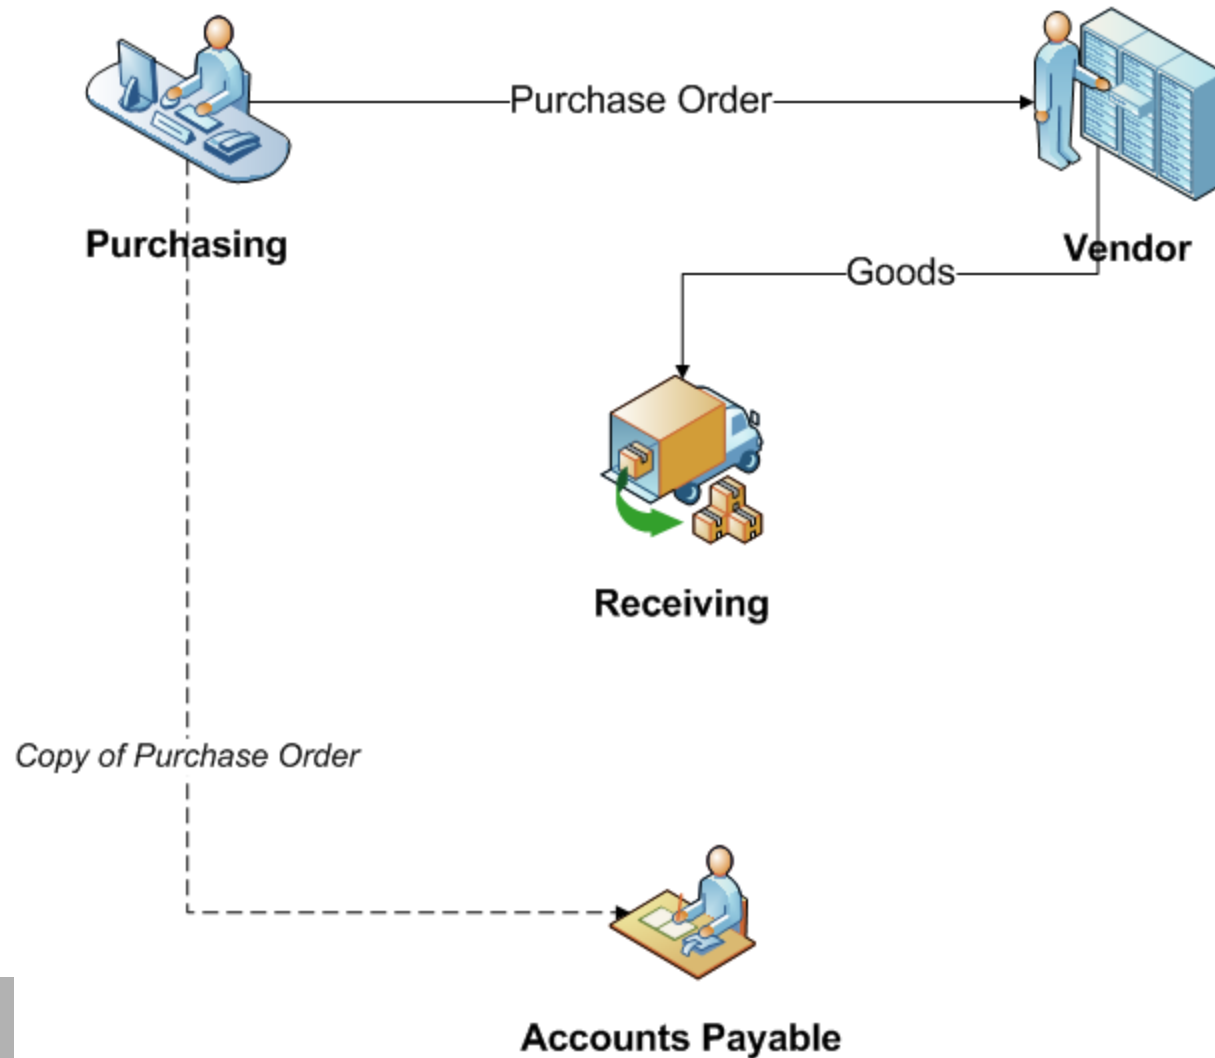 Purchase Order
Purchasing
Vendor
Goods
Receiving
Copy of Purchase Order
Accounts Payable